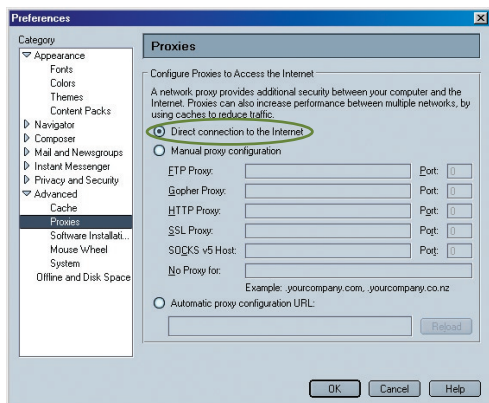 Preferences
Category
Appearance
Fonts
Colors
Themes
Content Packs
Navigator
Composer
Mail and Newsgroups
Instant Messenger
Privacy and Security
Advanced
Cache
Proxies
Software Installati...
Mouse Wheel
System
Offline and Disk Space
Proxies
Configure Proxies to Access the Internet
A network proxy provides additional security between your computer and the
Internet. Proxies can also increase performance between multiple networks, by
using caches to reduce traffic.
Direct connection to the Internet
Manual proxy configuration
FTP Proxy: Port: 0
Gopher Proxy: Port: 0
HTTP Proxy: Port: 0
SSL Proxy: Port: 0
SOCKS v5 Host: Port: 0
No Proxy for:
Example: .yourcompany.com, .yourcompany.co.nz
Automatic proxy configuration URL:
Reload
OK Cancel Help